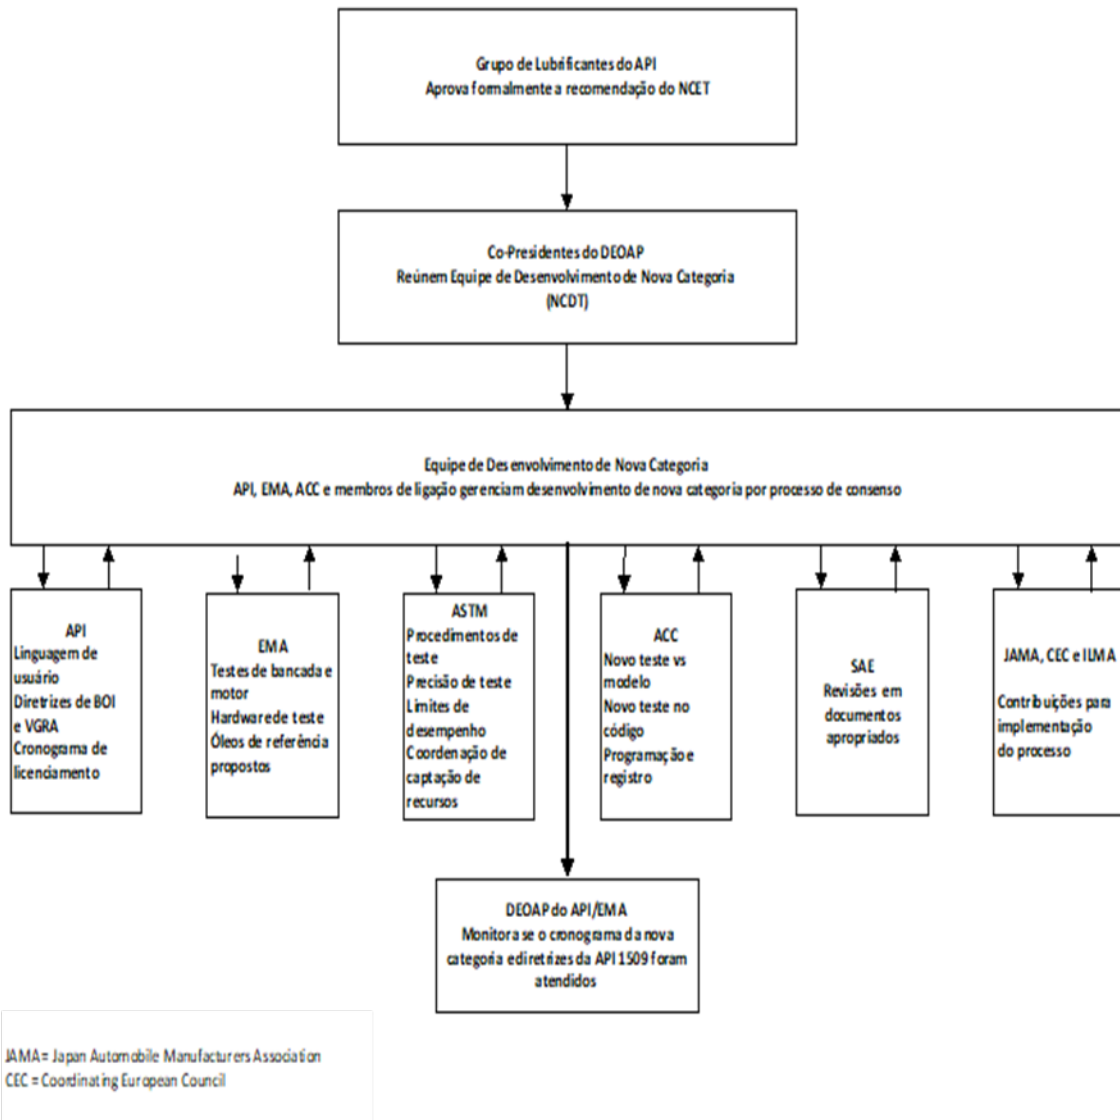 Grupo de Lubrificantes do API
Aprova formalmente a recomendação do NCET
Co-Presidentes do DEOAP
Reúnem Equipe de Desenvolvimento de Nova Categoria
(NCDT)
Equipe de Desenvolvimento de Nova Categoria
API, EMA, ACC e membros de ligação gerenciam desenvolvimento de nova categoria por processo de consenso
API
Linguagem de
usuário
Diretrizes de BOI
e VGRA
Cronograma de
licenciamento
EMA
Testes de bancada e
motor
Hardware de teste
Óleos de referência
propostos
ASTM
Procedimentos de
teste
Precisão de teste
Limites de
desempenho
Coordenação de
captação de
recursos
ACC
Novo teste vs
modelo
Novo teste no
código
Programação e
registro
SAE
Revisões em
documentos
apropriados
JAMA, CEC e ILMA
Contribuições para
implementação
do processo
DEOAP do API/EMA
Monitora se o cronograma da nova
categoria e diretrizes da API 1509 foram
atendidos
JAMA = Japan Automobile Manufacturers Association
CEC = Coordinating European Council